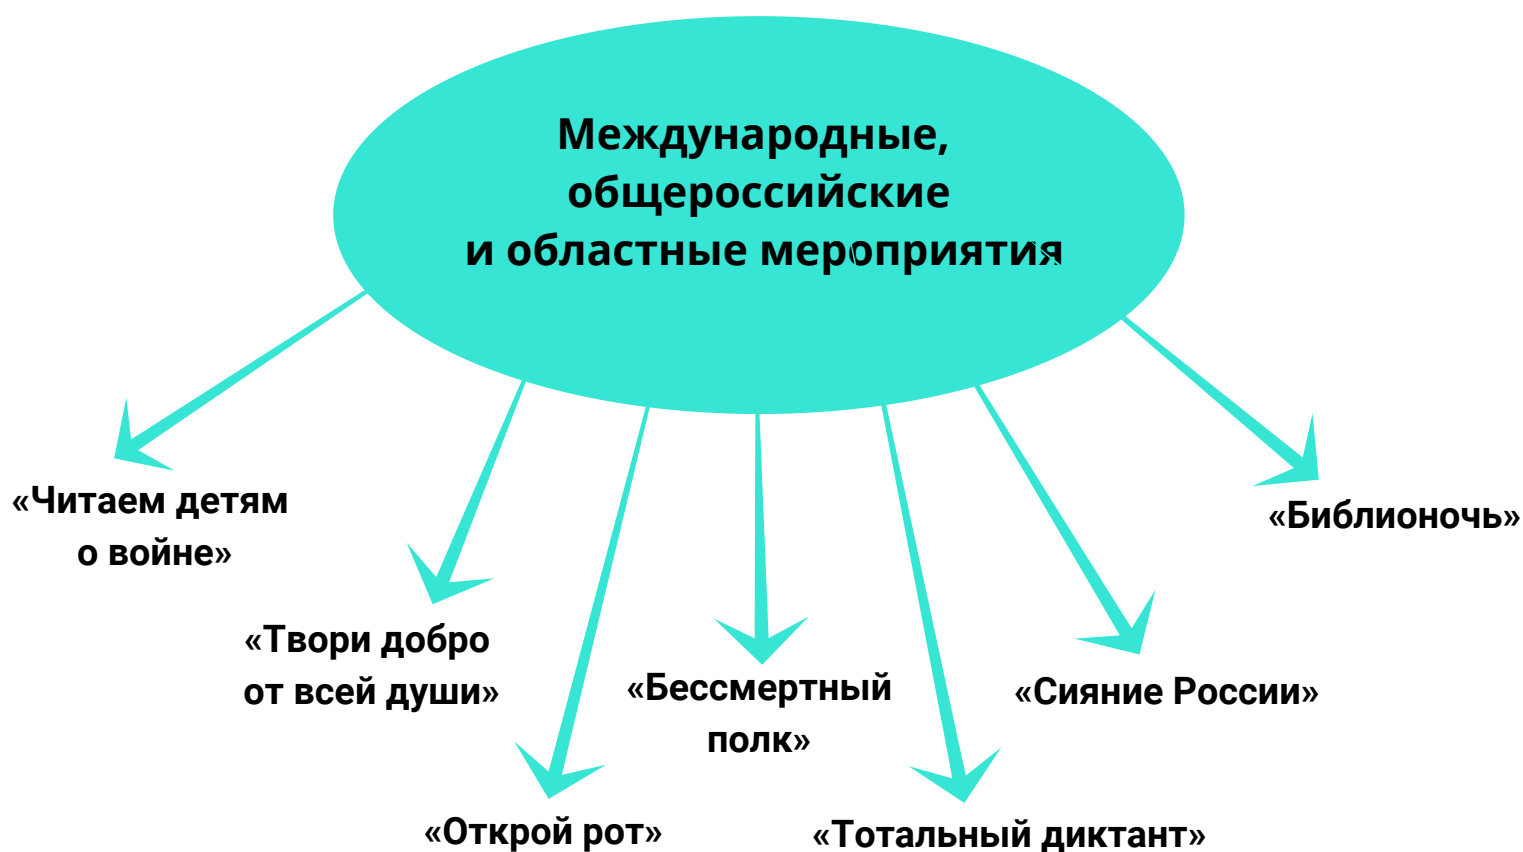 Международные,
общероссийские
и областные мероприятия
«Читаем детям
о войне»
«Твори добро
от всей души»
«Открой рот»
«Бессмертный
полк»
«Тотальный диктант»
«Сияние России»
«Библионочь»